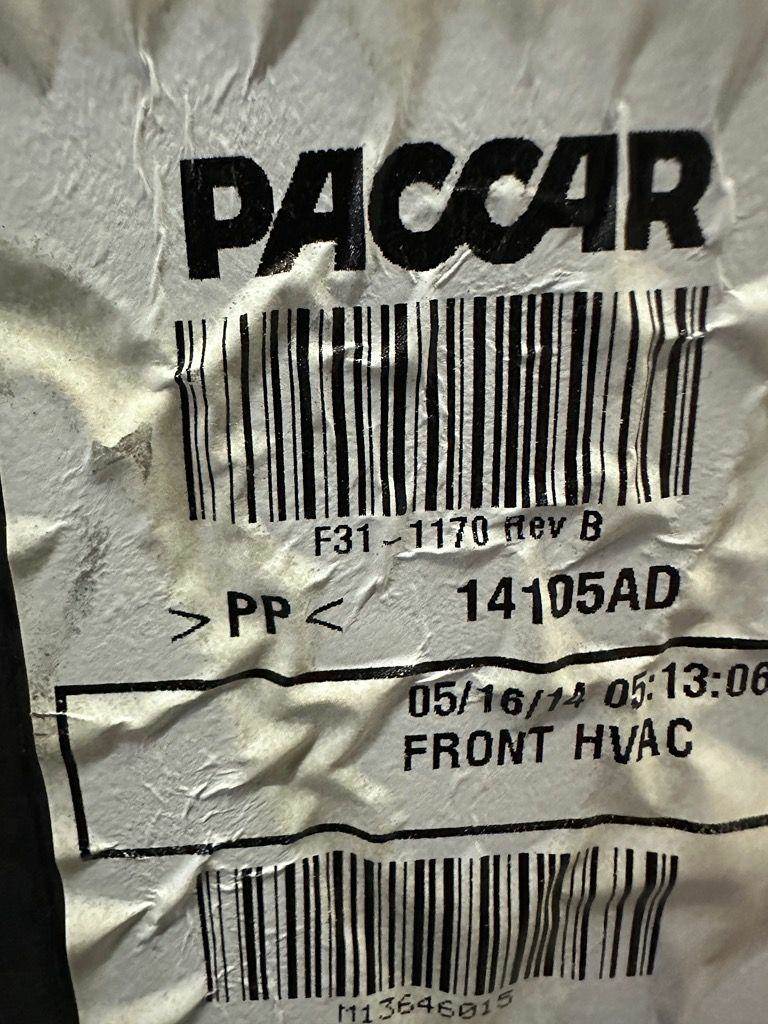 PACCAR
F31-1170 Rev B
>PP< 14105AD
05/16/14 05:13:06
FRONT HVAC
M13646015